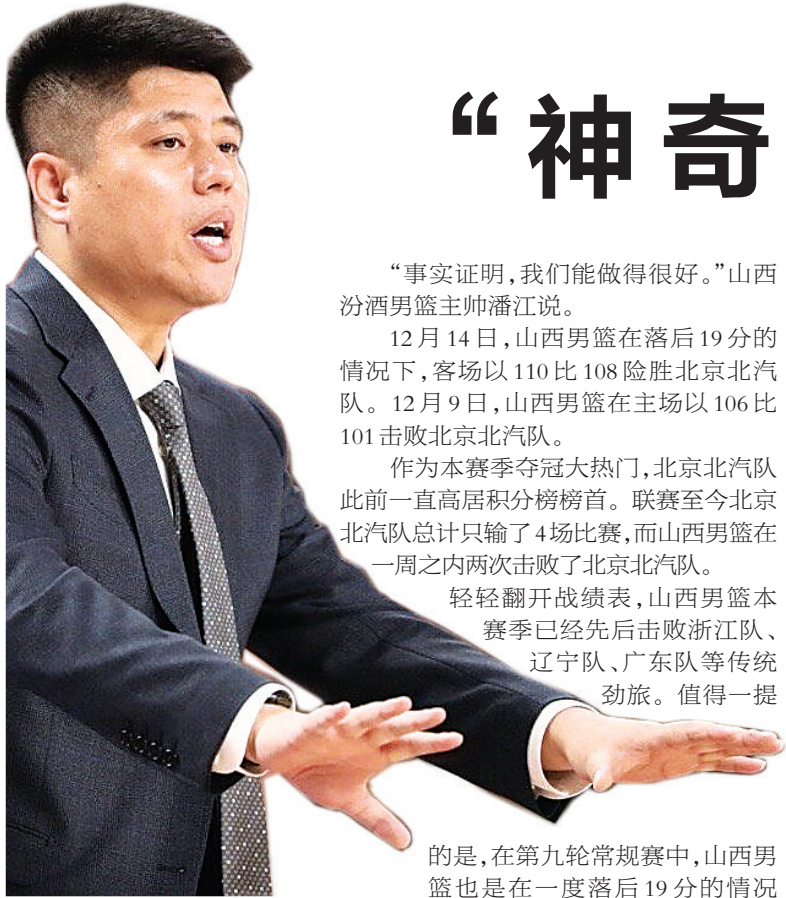 “神奇
“事实证明,我们能做得很好。”山西
汾酒男篮主帅潘江说。
12月14日,山西男篮在落后19分的
情况下,客场以110比108险胜北京北汽
队。12月9日,山西男篮在主场以106比
101击败北京北汽队。
作为本赛季夺冠大热门,北京北汽队
此前一直高居积分榜榜首。联赛至今北京
北汽队总计只输了4场比赛,而山西男篮在
一周之内两次击败了北京北汽队。
轻轻翻开战绩表,山西男篮本
赛季已经先后击败浙江队、
辽宁队、广东队等传统
劲旅。值得一提
的是,在第九轮常规赛中,山西男
篮也是在一度落后19分的情况